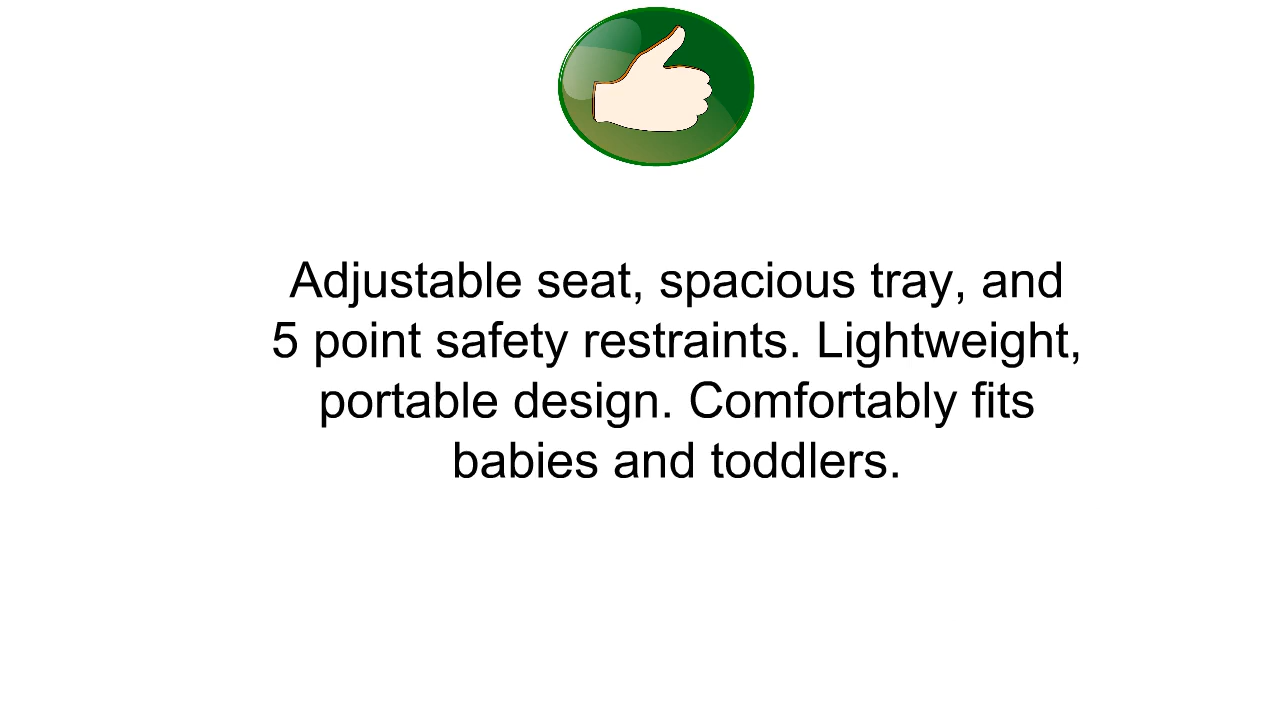 Adjustable seat, spacious tray, and
5 point safety restraints. Lightweight,
portable design. Comfortably fits
babies and toddlers.